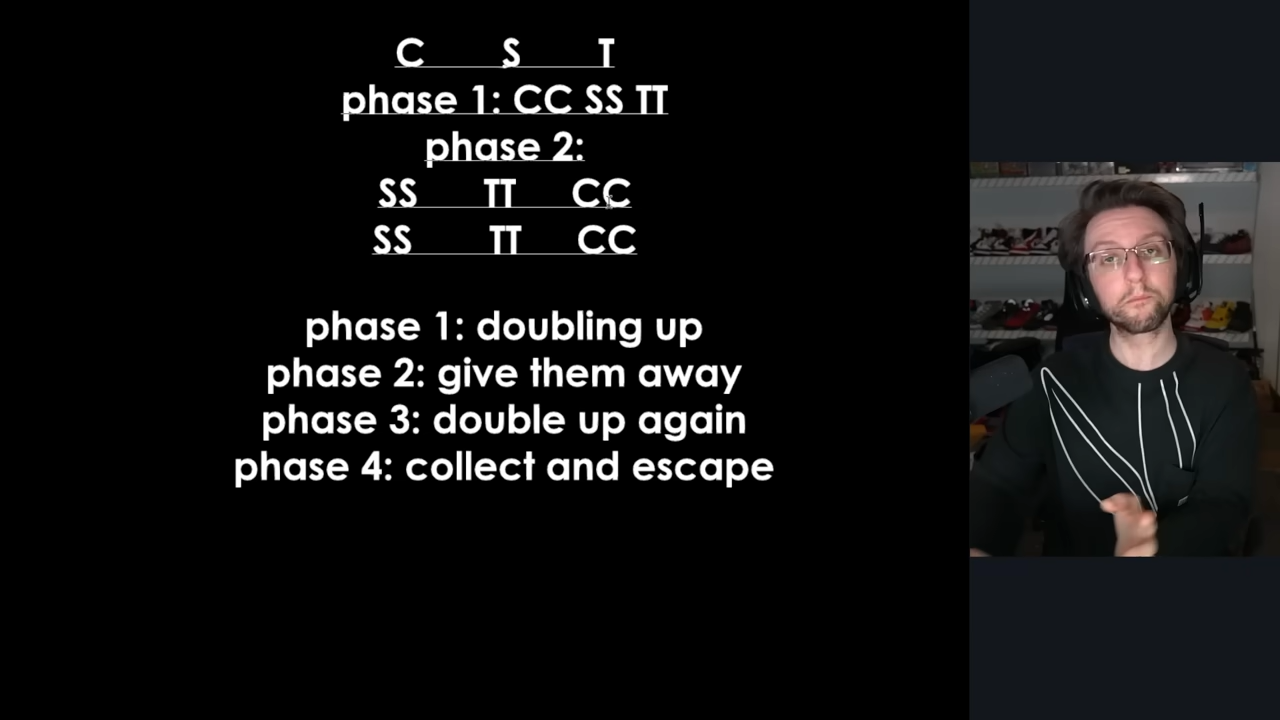 C S T
phase 1: CC SS TT
phase 2:
SS TT CC
SS TT CC
phase 1: doubling up
phase 2: give them away
phase 3: double up again
phase 4: collect and escape